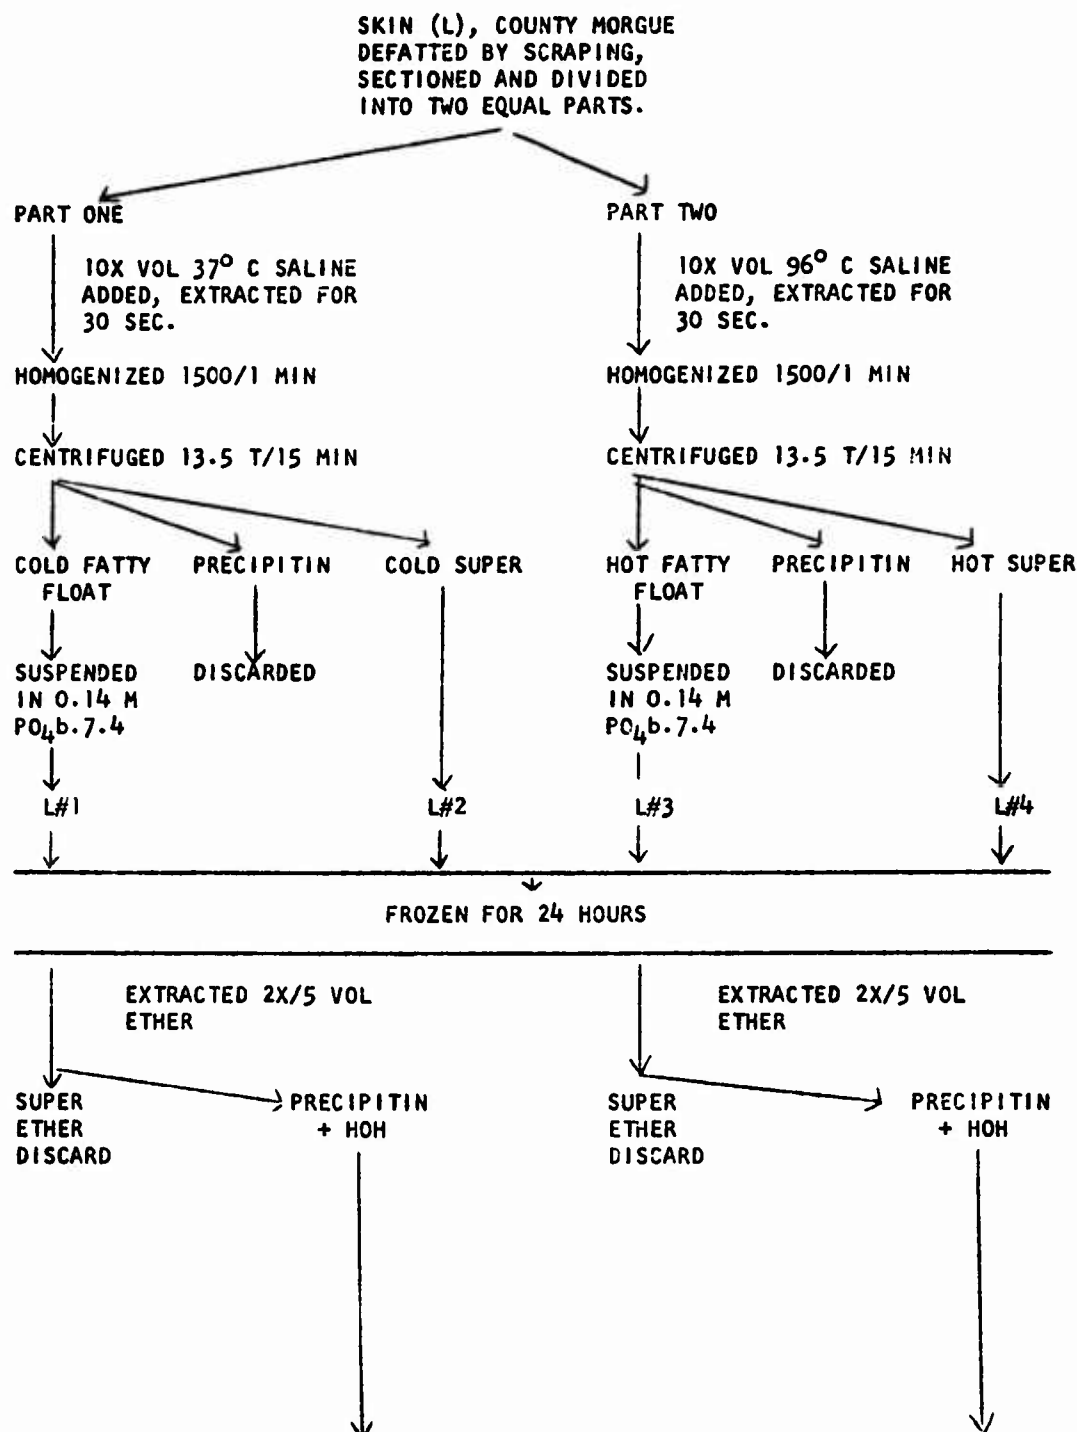 SKIN (L), COUNTY MORGUE
DEFATTED BY SCRAPING,
SECTIONED AND DIVIDED
INTO TWO EQUAL PARTS.
PART ONE
PART TWO
10X VOL 37° C SALINE
ADDED, EXTRACTED FOR
30 SEC.
10X VOL 96° C SALINE
ADDED, EXTRACTED FOR
30 SEC.
HOMOGENIZED 1500/1 MIN
HOMOGENIZED 1500/1 MIN
CENTRIFUGED 13.5 T/15 MIN
CENTRIFUGED 13.5 T/15 MIN
COLD FATTY
FLOAT
PRECIPITIN
COLD SUPER
HOT FATTY
FLOAT
PRECIPITIN
HOT SUPER
SUSPENDED
IN 0.14 M
PO₄b.7.4
DISCARDED
SUSPENDED
IN 0.14 M
PO₄b.7.4
DISCARDED
L#1
L#2
L#3
L#4
FROZEN FOR 24 HOURS
EXTRACTED 2X/5 VOL
ETHER
EXTRACTED 2X/5 VOL
ETHER
SUPER
ETHER
DISCARD
PRECIPITIN
+ HOH
SUPER
ETHER
DISCARD
PRECIPITIN
+ HOH